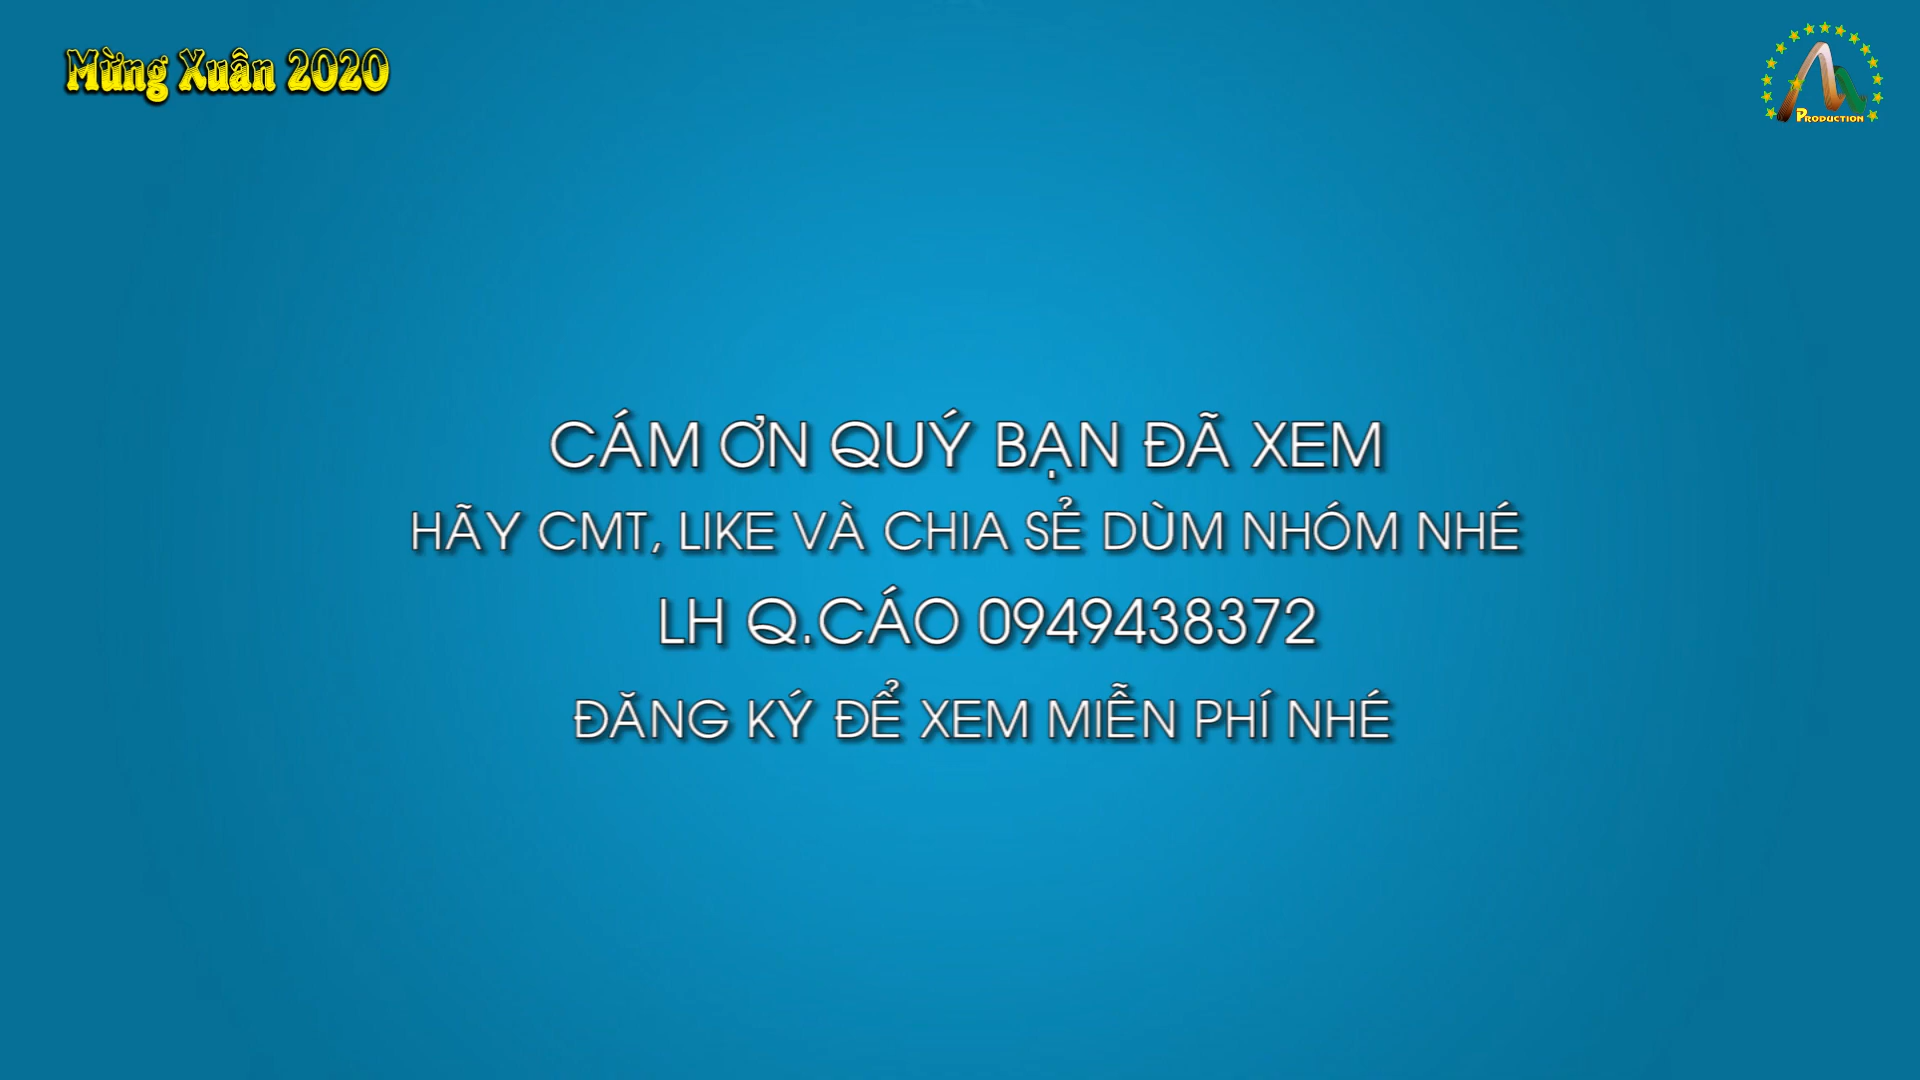 Mừng Xuân 2020
PRODUCTION
CÁM ƠN QUÝ BẠN ĐÃ XEM
HÃY CMT, LIKE VÀ CHIA SẺ DÙM NHÓM NHÉ
LH Q.CÁO 0949438372
ĐĂNG KÝ ĐỂ XEM MIỄN PHÍ NHÉ